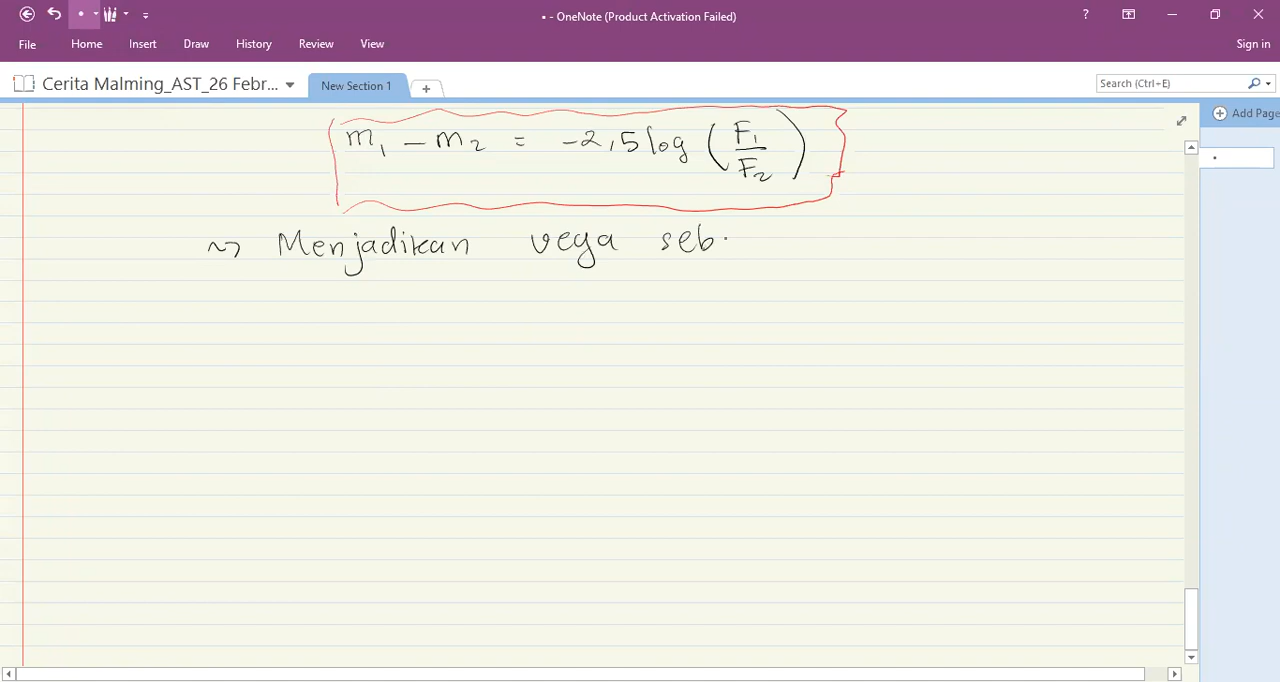 • - OneNote (Product Activation Failed)
?
File Home Insert Draw History Review View Sign in
Cerita Malming_AST_26 Febr... New Section 1 + Search (Ctrl+E)
Add Page
m₁ - m₂ = -2,5 log (F₁/F₂)
~> Menjadikan vega seb